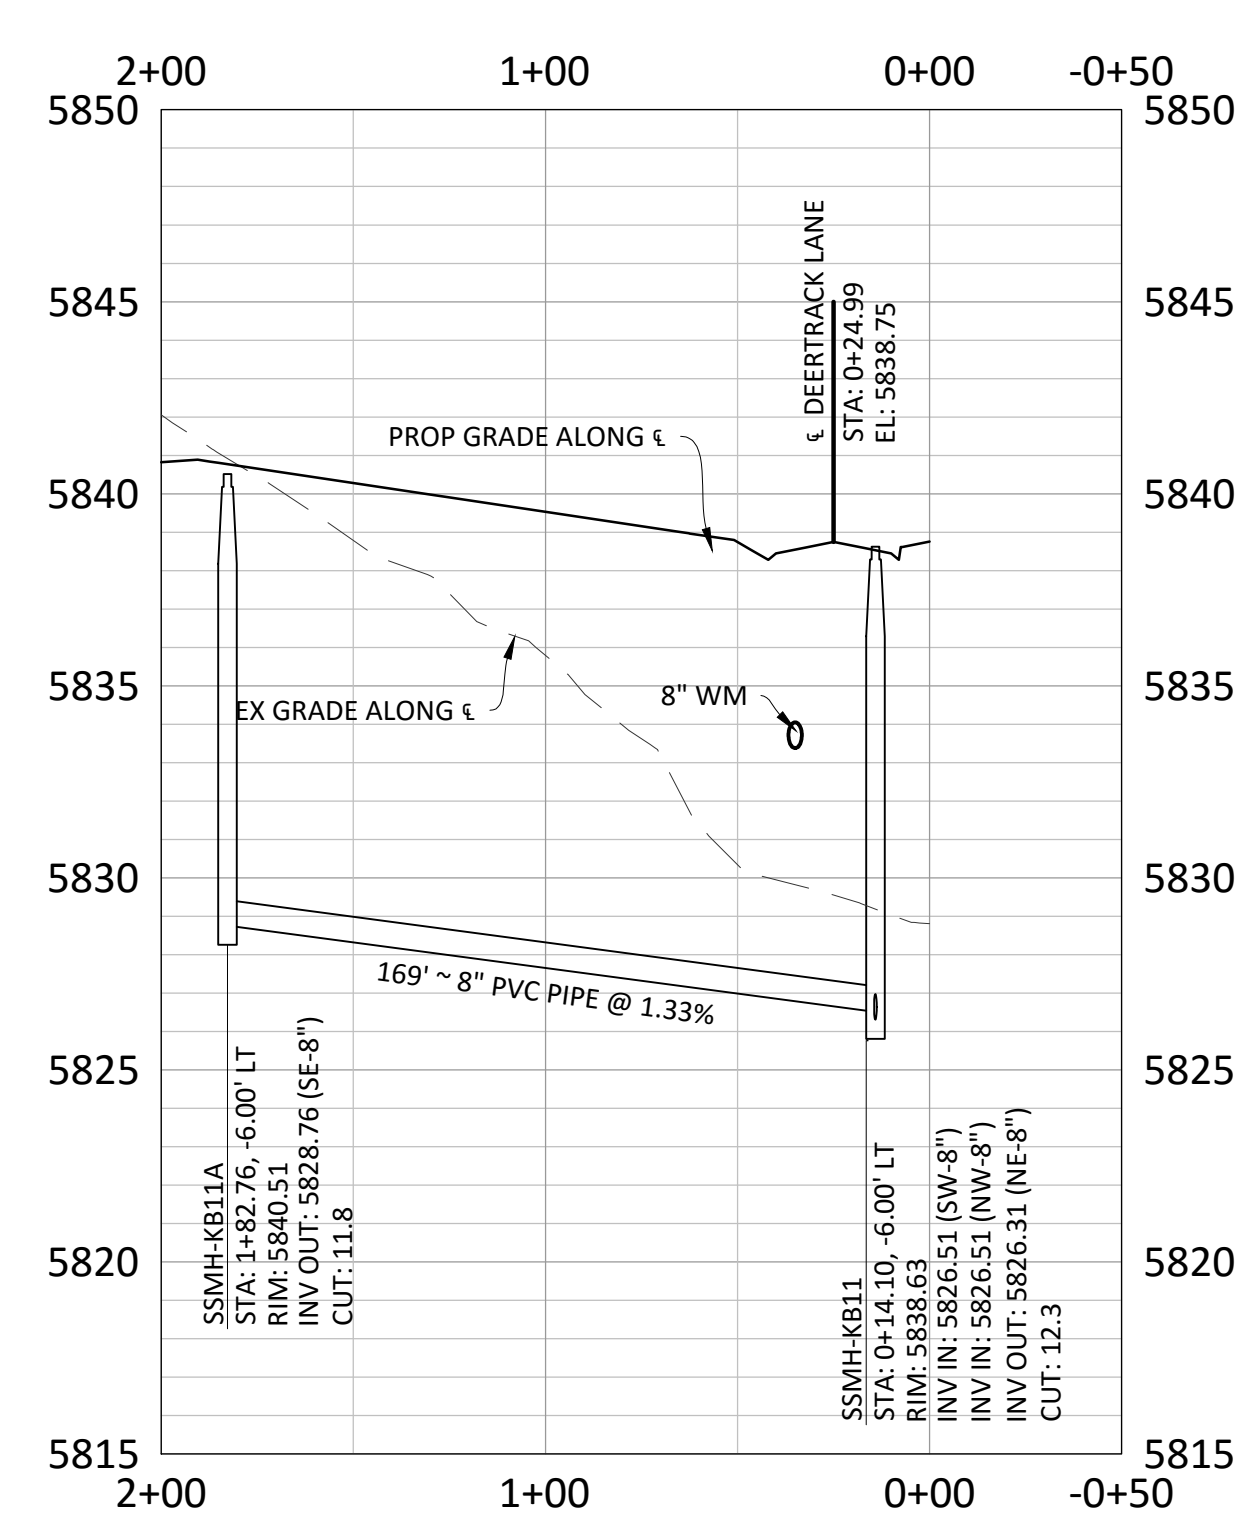 2+00 1+00 0+00 -0+50
5850 5850
5845 5845
5840 5840
5835 5835
5830 5830
5825 5825
5820 5820
5815 5815
2+00 1+00 0+00 -0+50
℄ DEERTRACK LANE
STA: 0+24.99
EL: 5838.75
PROP GRADE ALONG ℄
EX GRADE ALONG ℄
8" WM
169' ~ 8" PVC PIPE @ 1.33%
SSMH-KB11A
STA: 1+82.76, -6.00' LT
RIM: 5840.51
INV OUT: 5828.76 (SE-8")
CUT: 11.8
SSMH-KB11
STA: 0+14.10, -6.00' LT
RIM: 5838.63
INV IN: 5826.51 (SW-8")
INV IN: 5826.51 (NW-8")
INV OUT: 5826.31 (NE-8")
CUT: 12.3